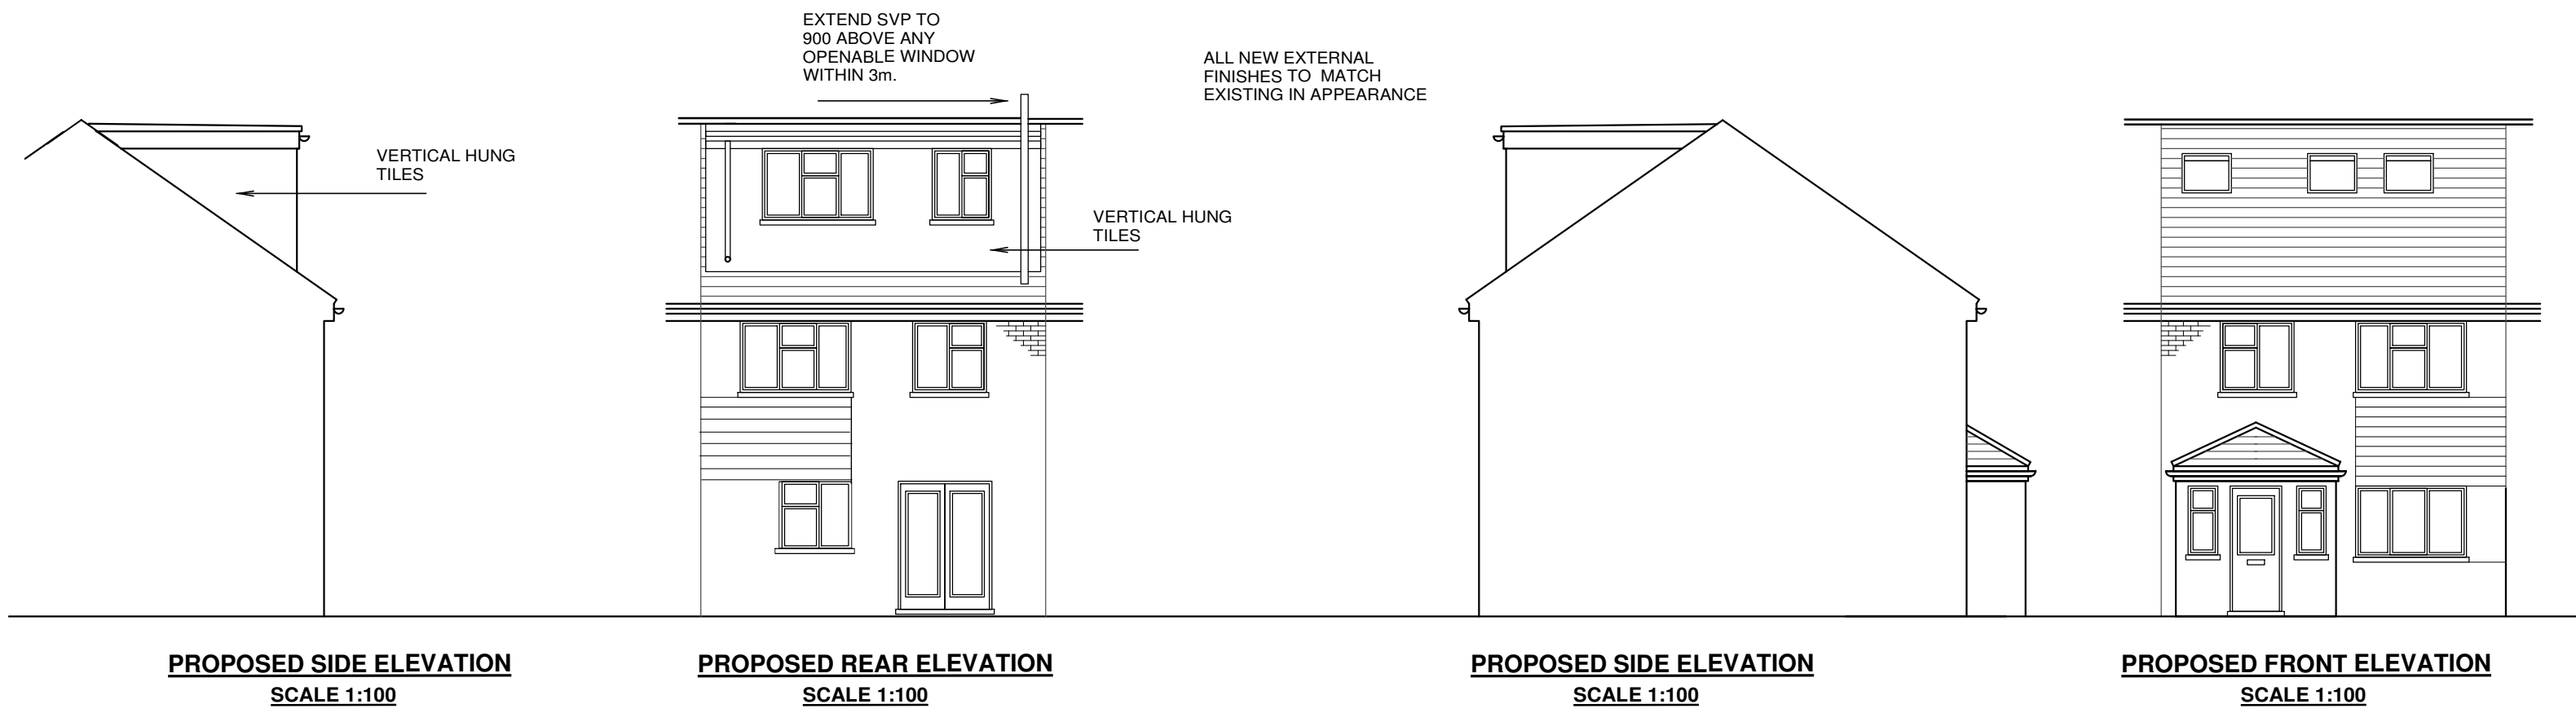 EXTEND SVP TO
900 ABOVE ANY
OPENABLE WINDOW
WITHIN 3m.
ALL NEW EXTERNAL
FINISHES TO MATCH
EXISTING IN APPEARANCE
VERTICAL HUNG
TILES
VERTICAL HUNG
TILES
PROPOSED SIDE ELEVATION
SCALE 1:100
PROPOSED REAR ELEVATION
SCALE 1:100
PROPOSED SIDE ELEVATION
SCALE 1:100
PROPOSED FRONT ELEVATION
SCALE 1:100